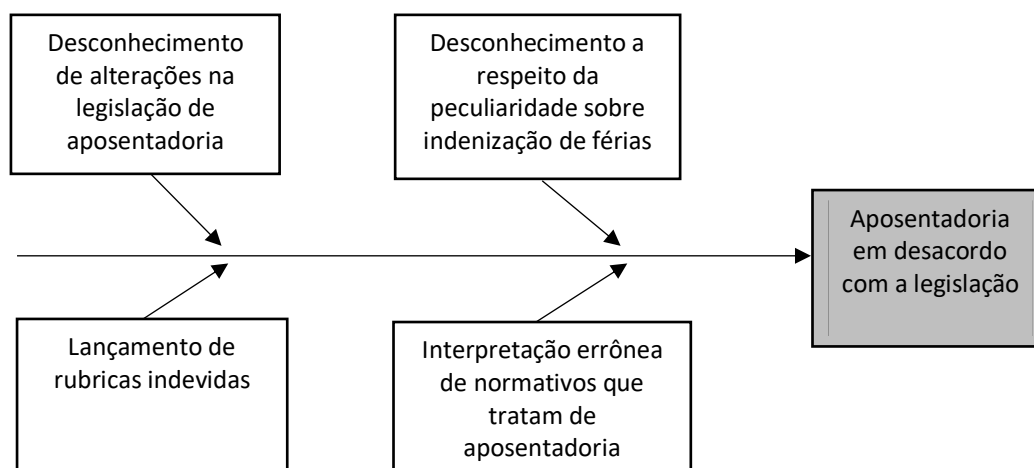 Desconhecimento
de alterações na
legislação de
aposentadoria
Desconhecimento a
respeito da
peculiaridade sobre
indenização de férias
Aposentadoria
em desacordo
com a legislação
Lançamento de
rubricas indevidas
Interpretação errônea
de normativos que
tratam de
aposentadoria